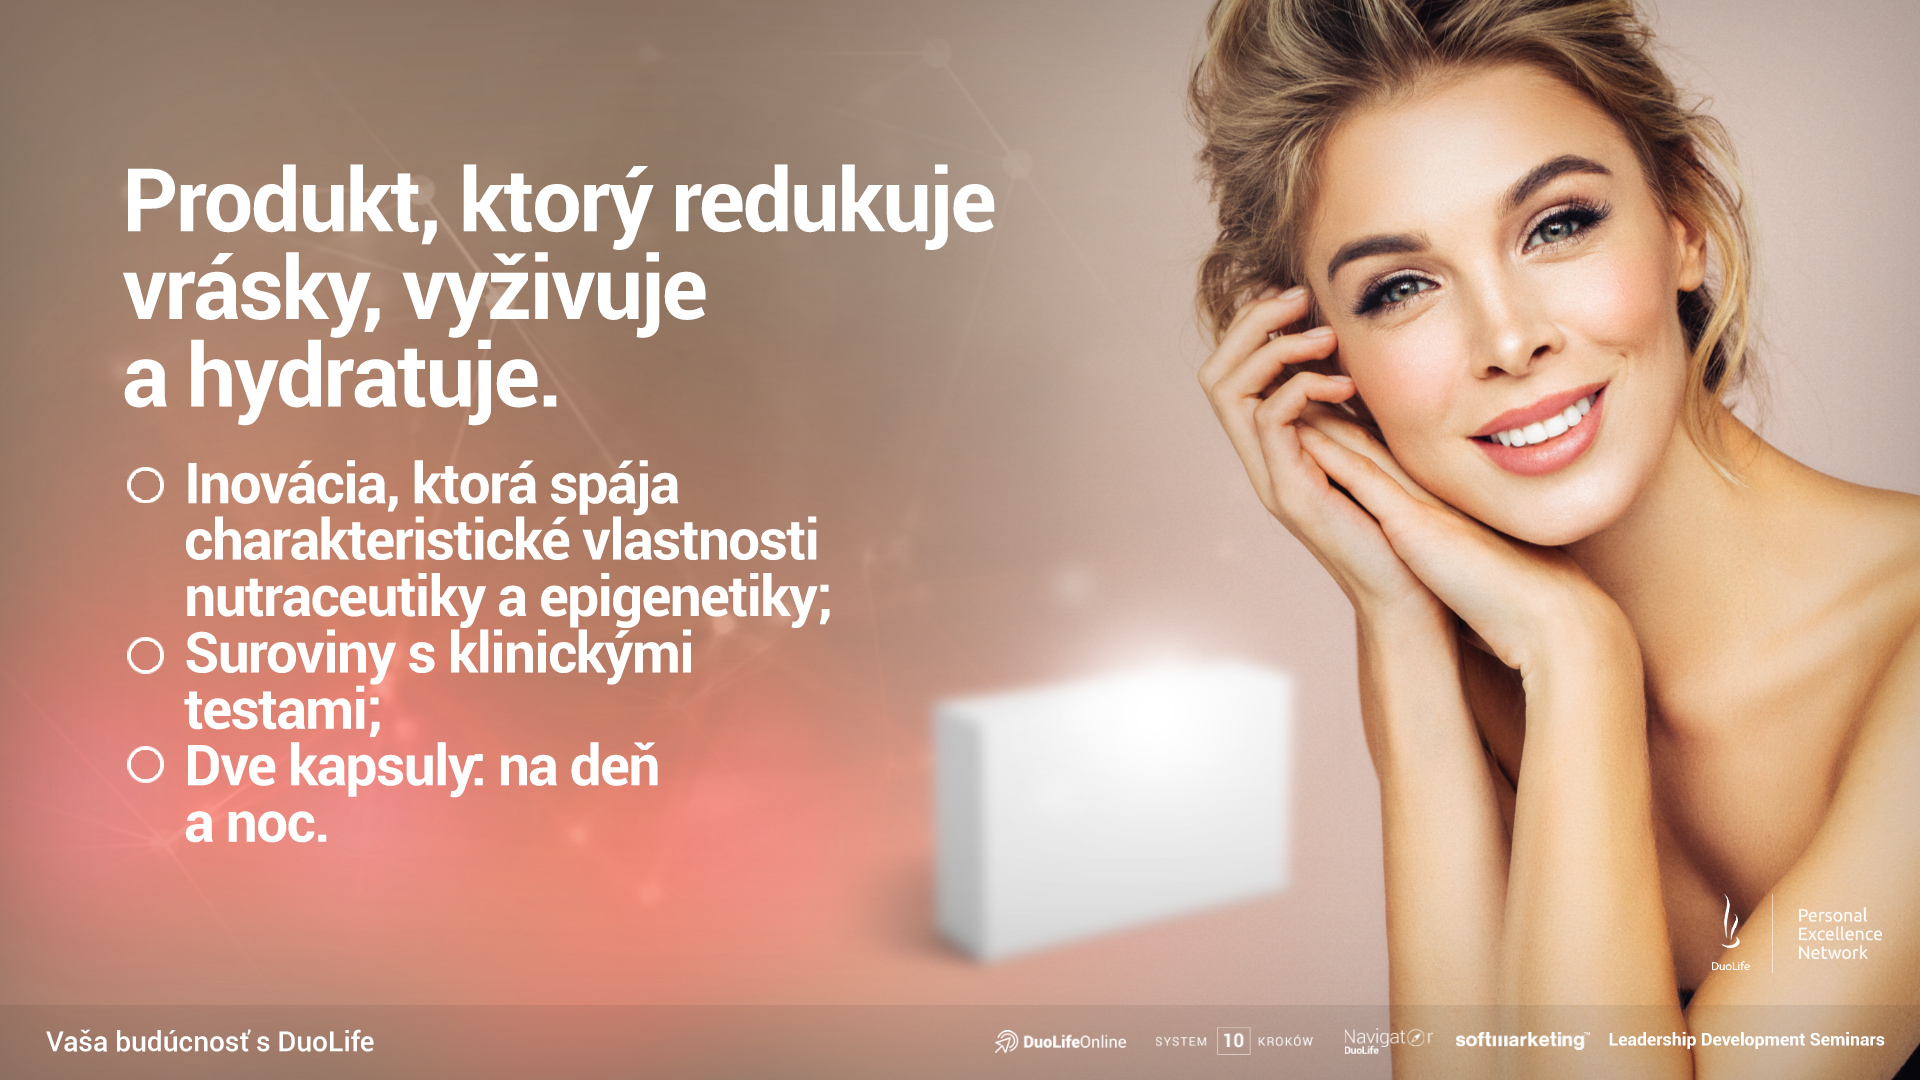 Produkt, ktorý redukuje
vrásky, vyživuje
a hydratuje.
Inovácia, ktorá spája
charakteristické vlastnosti
nutraceutiky a epigenetiky;
Suroviny s klinickými
testami;
Dve kapsuly: na deň
a noc.
DuoLife
Personal
Excellence
Network
Vaša budúcnosť s DuoLife
DuoLifeOnline
SYSTEM 10 KROKÓW
Navigator
DuoLife
softmarketing™
Leadership Development Seminars